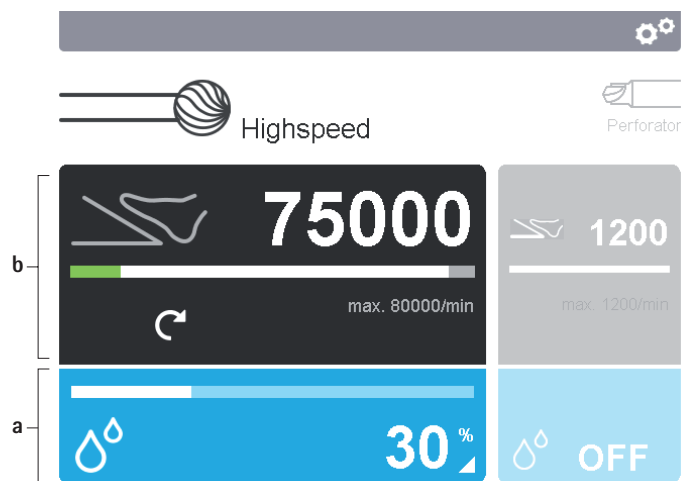 Highspeed
Perforator
b
75000
1200
max. 80000/min
max. 1200/min
a
30 %
OFF